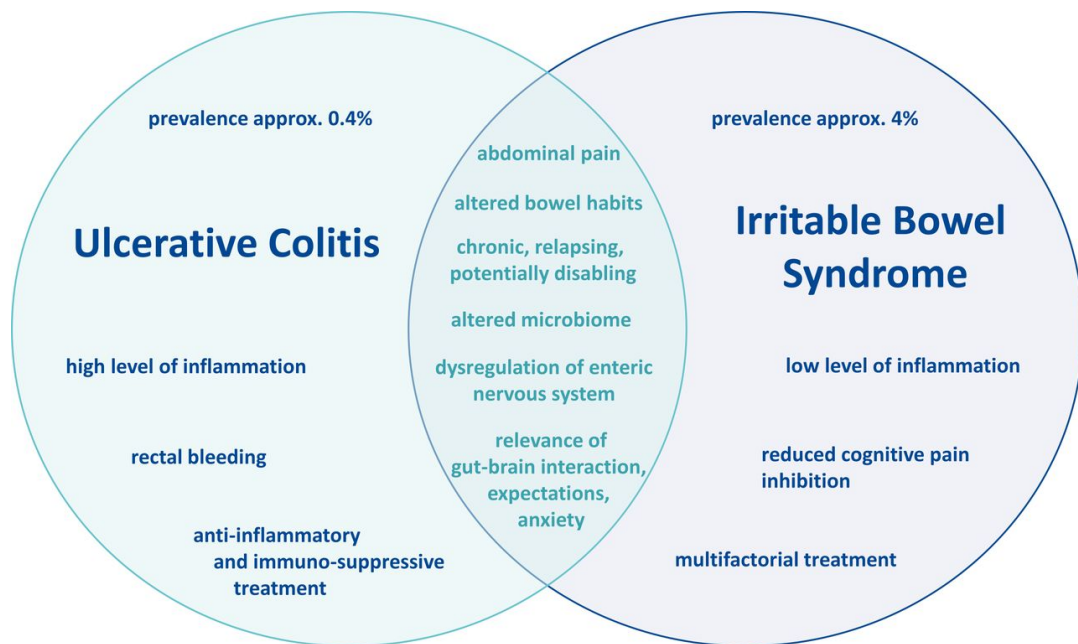 prevalence approx. 0.4%
Ulcerative Colitis
high level of inflammation
rectal bleeding
anti-inflammatory
and immuno-suppressive
treatment
abdominal pain
altered bowel habits
chronic, relapsing,
potentially disabling
altered microbiome
dysregulation of enteric
nervous system
relevance of
gut-brain interaction,
expectations,
anxiety
prevalence approx. 4%
Irritable Bowel
Syndrome
low level of inflammation
reduced cognitive pain
inhibition
multifactorial treatment